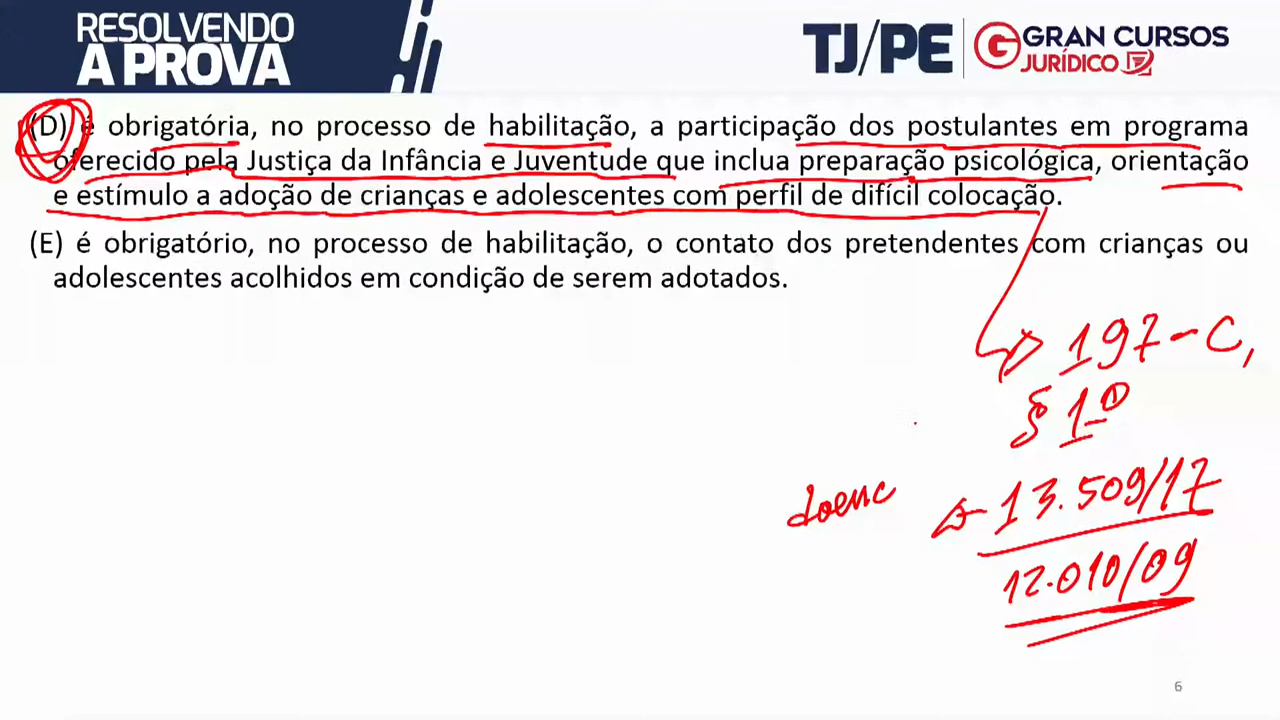 RESOLVENDO
A PROVA
TJ/PE
GRAN CURSOS
JURÍDICO
(D) é obrigatória, no processo de habilitação, a participação dos postulantes em programa
oferecido pela Justiça da Infância e Juventude que inclua preparação psicológica, orientação
e estímulo a adoção de crianças e adolescentes com perfil de difícil colocação.
(E) é obrigatório, no processo de habilitação, o contato dos pretendentes com crianças ou
adolescentes acolhidos em condição de serem adotados.
197-C,
§ 1º
doenc
13.509/17
12.010/09
6